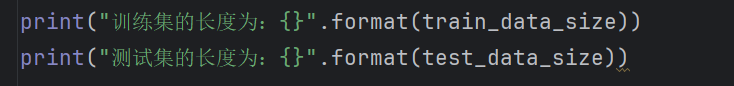 print("训练集的长度为：{}".format(train_data_size))
print("测试集的长度为：{}".format(test_data_size))